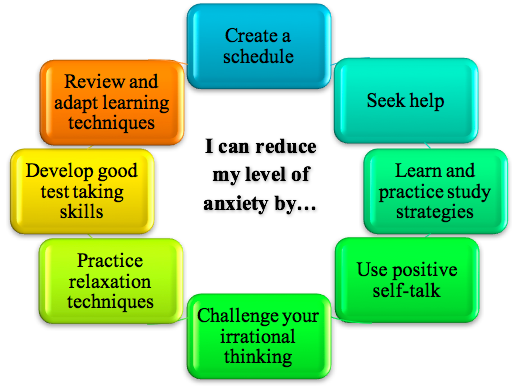 Create a
schedule
Seek help
Learn and
practice study
strategies
Use positive
self-talk
Challenge your
irrational
thinking
Practice
relaxation
techniques
Develop good
test taking
skills
Review and
adapt learning
techniques
I can reduce
my level of
anxiety by…